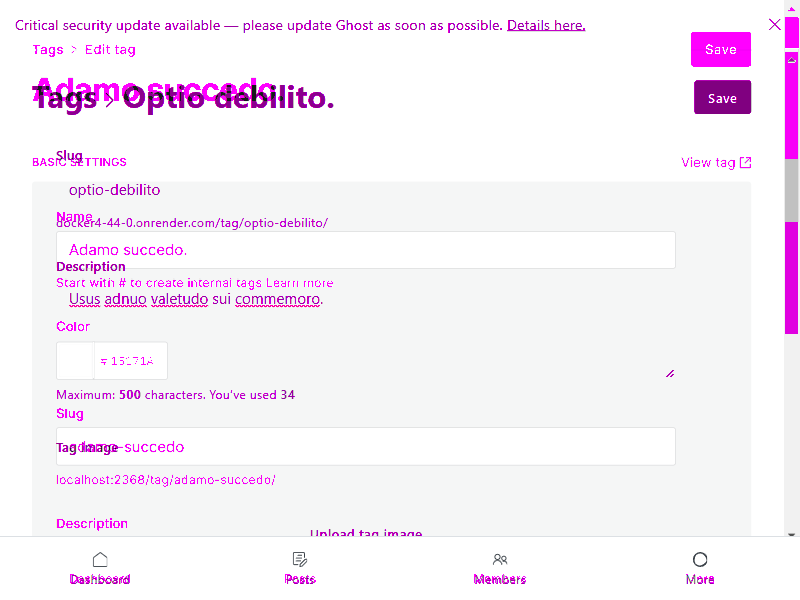 Critical security update available — please update Ghost as soon as possible. Details here.
Tags > Edit tag
Save
Adamo succedo.
Tags > Optio debilito.
Save
Slug
BASIC SETTINGS
View tag
optio-debilito
Name
docker4-44-0.onrender.com/tag/optio-debilito/
Adamo succedo.
Description
Start with # to create internal tags Learn more
Usus adnuo valetudo sui commemoro.
Color
# 15171A
Maximum: 500 characters. You've used 34
Slug
adamo-succedo
Tag image
localhost:2368/tag/adamo-succedo/
Description
Upload tag image
Dashboard
Posts
Members
More